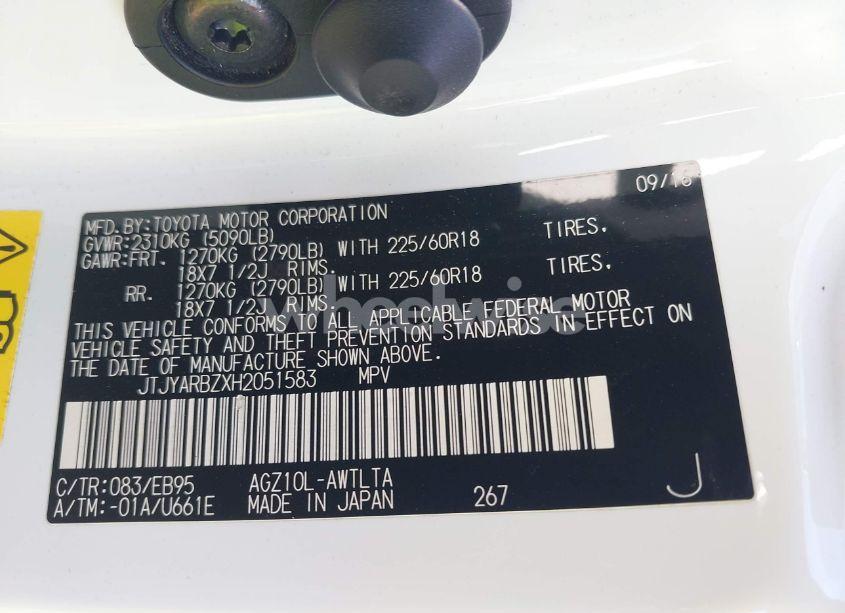 09/16
MFD.BY:TOYOTA MOTOR CORPORATION
GVWR:2310KG (5090LB)
GAWR:FRT. 1270KG (2790LB) WITH 225/60R18 TIRES.
18X7 1/2J RIMS.
RR. 1270KG (2790LB) WITH 225/60R18 TIRES.
18X7 1/2J RIMS.
THIS VEHICLE CONFORMS TO ALL APPLICABLE FEDERAL MOTOR
VEHICLE SAFETY AND THEFT PREVENTION STANDARDS IN EFFECT ON
THE DATE OF MANUFACTURE SHOWN ABOVE.
JTJYARBZXH2051583 MPV
C/TR:083/EB95 AGZ10L-AWTLTA
A/TM:-01A/U661E MADE IN JAPAN 267 J
wheelwise